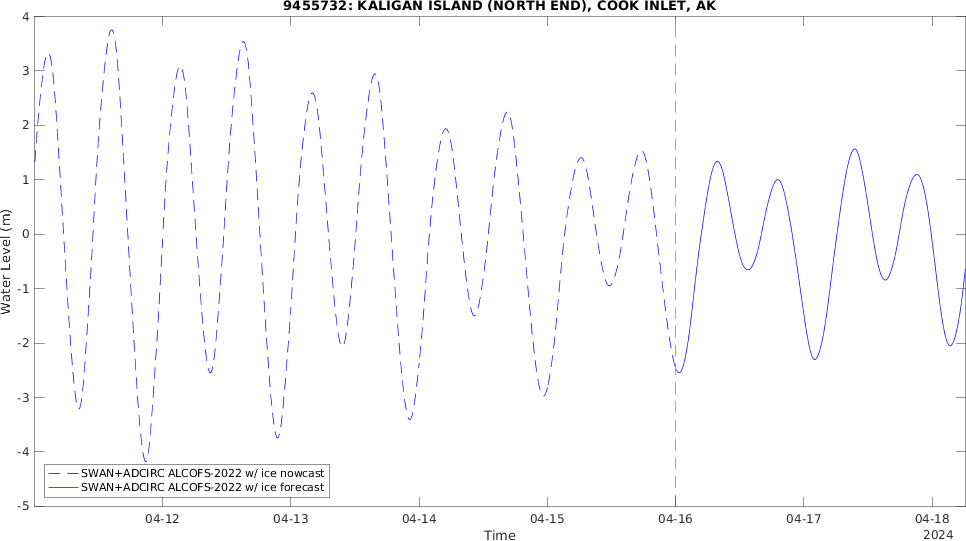 9455732: KALIGAN ISLAND (NORTH END), COOK INLET, AK
4
3
2
1
0
-1
-2
-3
-4
-5
Water Level (m)
SWAN+ADCIRC ALCOFS-2022 w/ ice nowcast
SWAN+ADCIRC ALCOFS-2022 w/ ice forecast
04-12 04-13 04-14 04-15 04-16 04-17 04-18
Time 2024